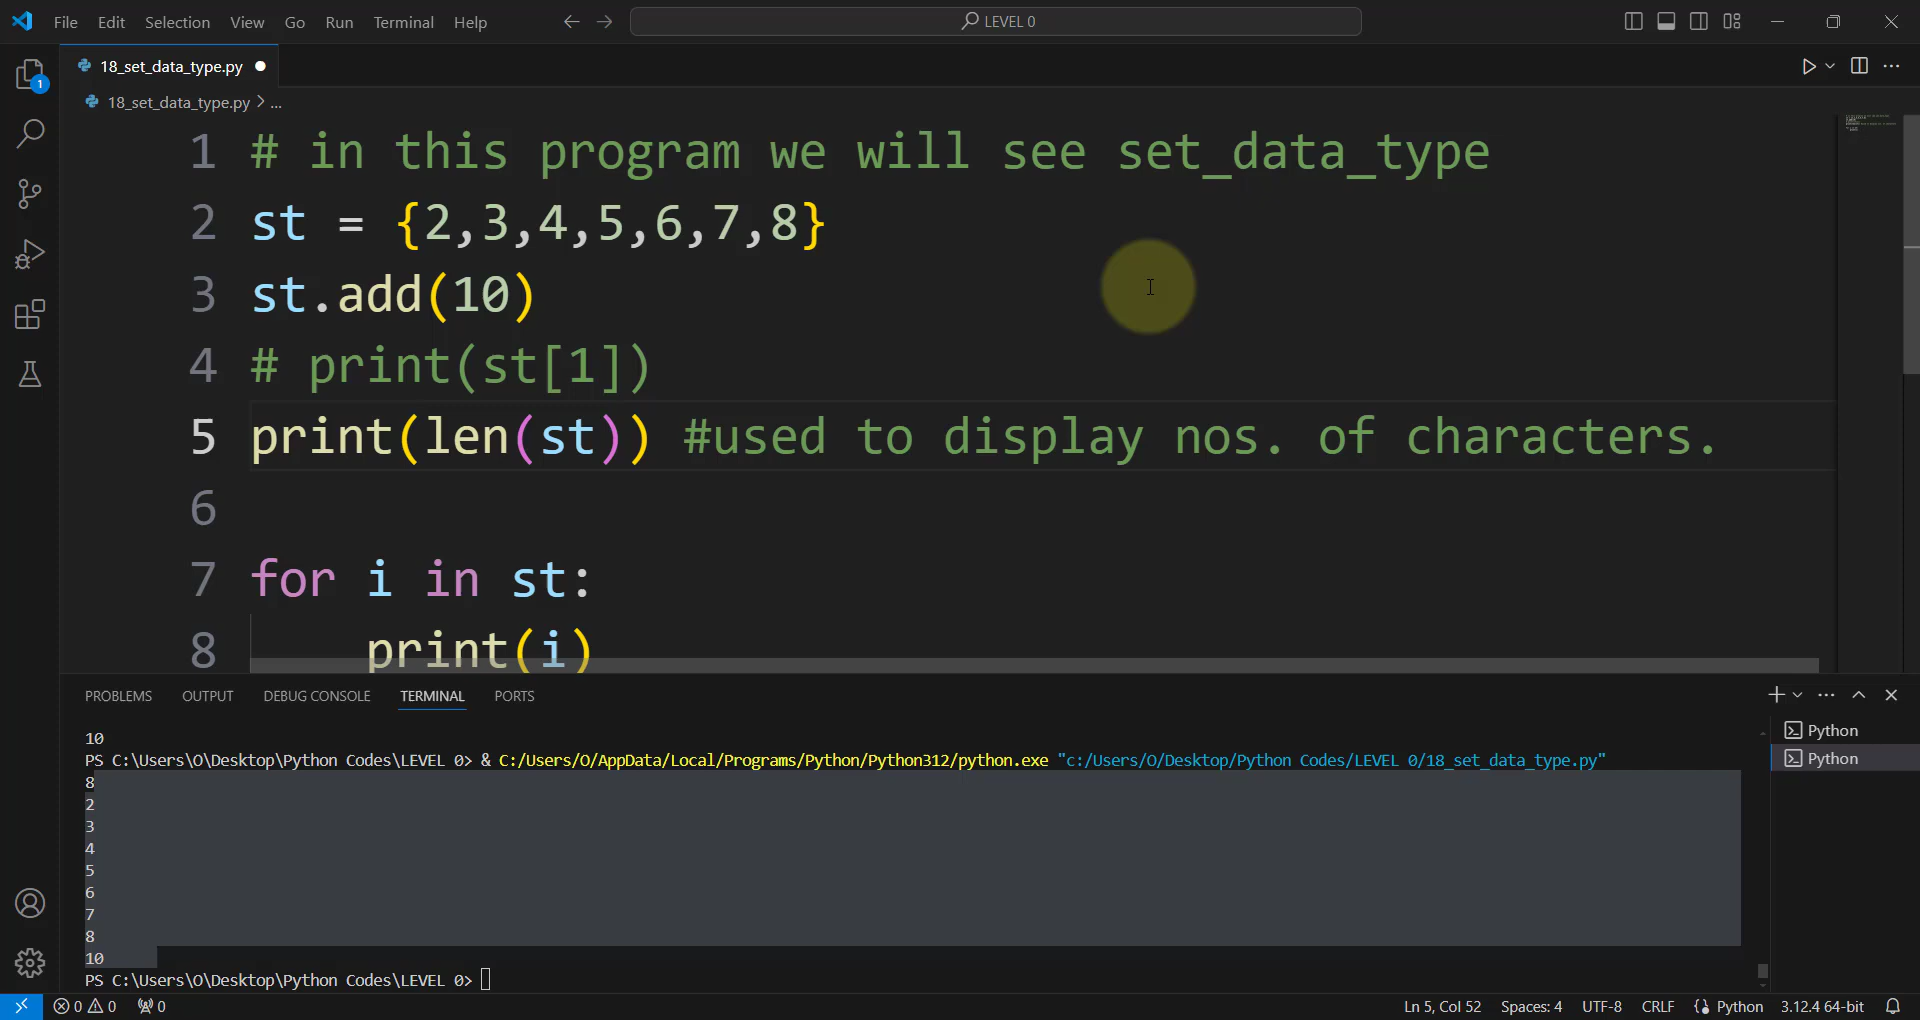 File Edit Selection View Go Run Terminal Help LEVEL 0
18_set_data_type.py
18_set_data_type.py > ...
1 # in this program we will see set_data_type
2 st = {2,3,4,5,6,7,8}
3 st.add(10)
4 # print(st[1])
5 print(len(st)) #used to display nos. of characters.
6
7 for i in st:
8     print(i)
1
PROBLEMS OUTPUT DEBUG CONSOLE TERMINAL PORTS
10
PS C:\Users\O\Desktop\Python Codes\LEVEL 0> & C:/Users/O/AppData/Local/Programs/Python/Python312/python.exe "c:/Users/O/Desktop/Python Codes/LEVEL 0/18_set_data_type.py"
8
2
3
4
5
6
7
8
10
PS C:\Users\O\Desktop\Python Codes\LEVEL 0>
Python
Python
0 0 0 Ln 5, Col 52 Spaces: 4 UTF-8 CRLF {} Python 3.12.4 64-bit